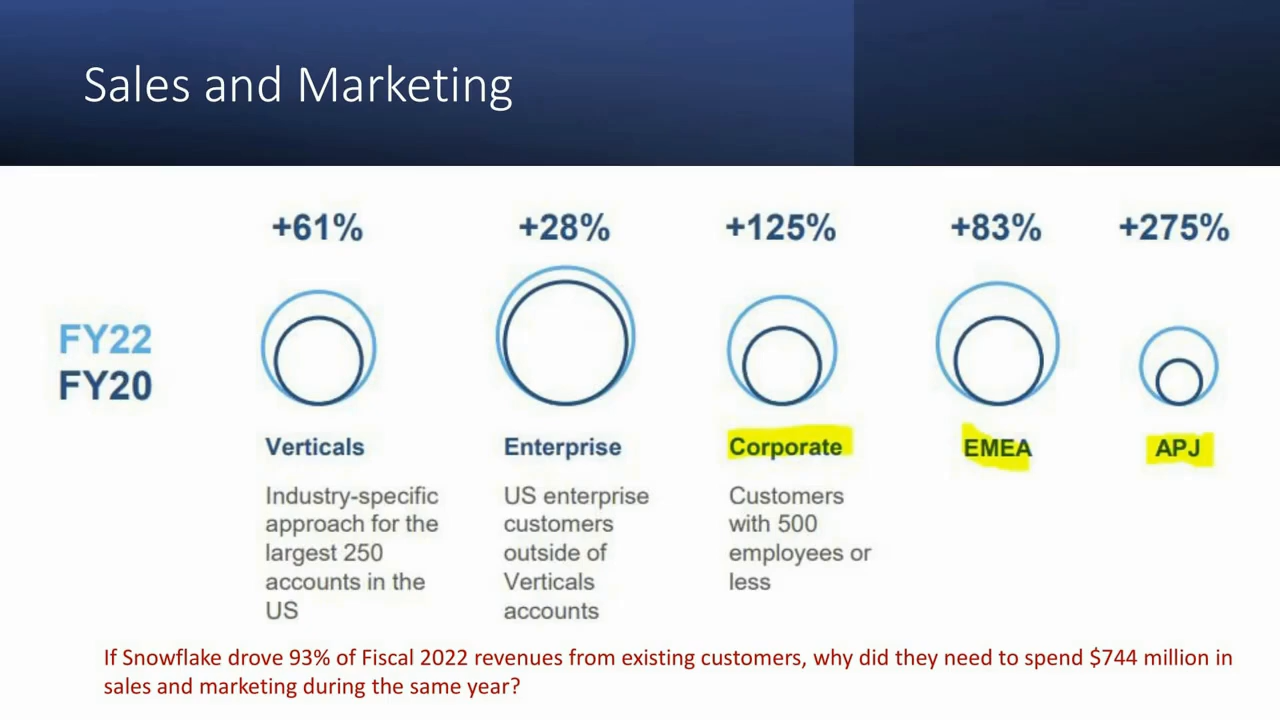 Sales and Marketing
+61%
+28%
+125%
+83%
+275%
FY22
FY20
Verticals
Enterprise
Corporate
EMEA
APJ
Industry-specific
approach for the
largest 250
accounts in the
US
US enterprise
customers
outside of
Verticals
accounts
Customers
with 500
employees or
less
If Snowflake drove 93% of Fiscal 2022 revenues from existing customers, why did they need to spend $744 million in
sales and marketing during the same year?